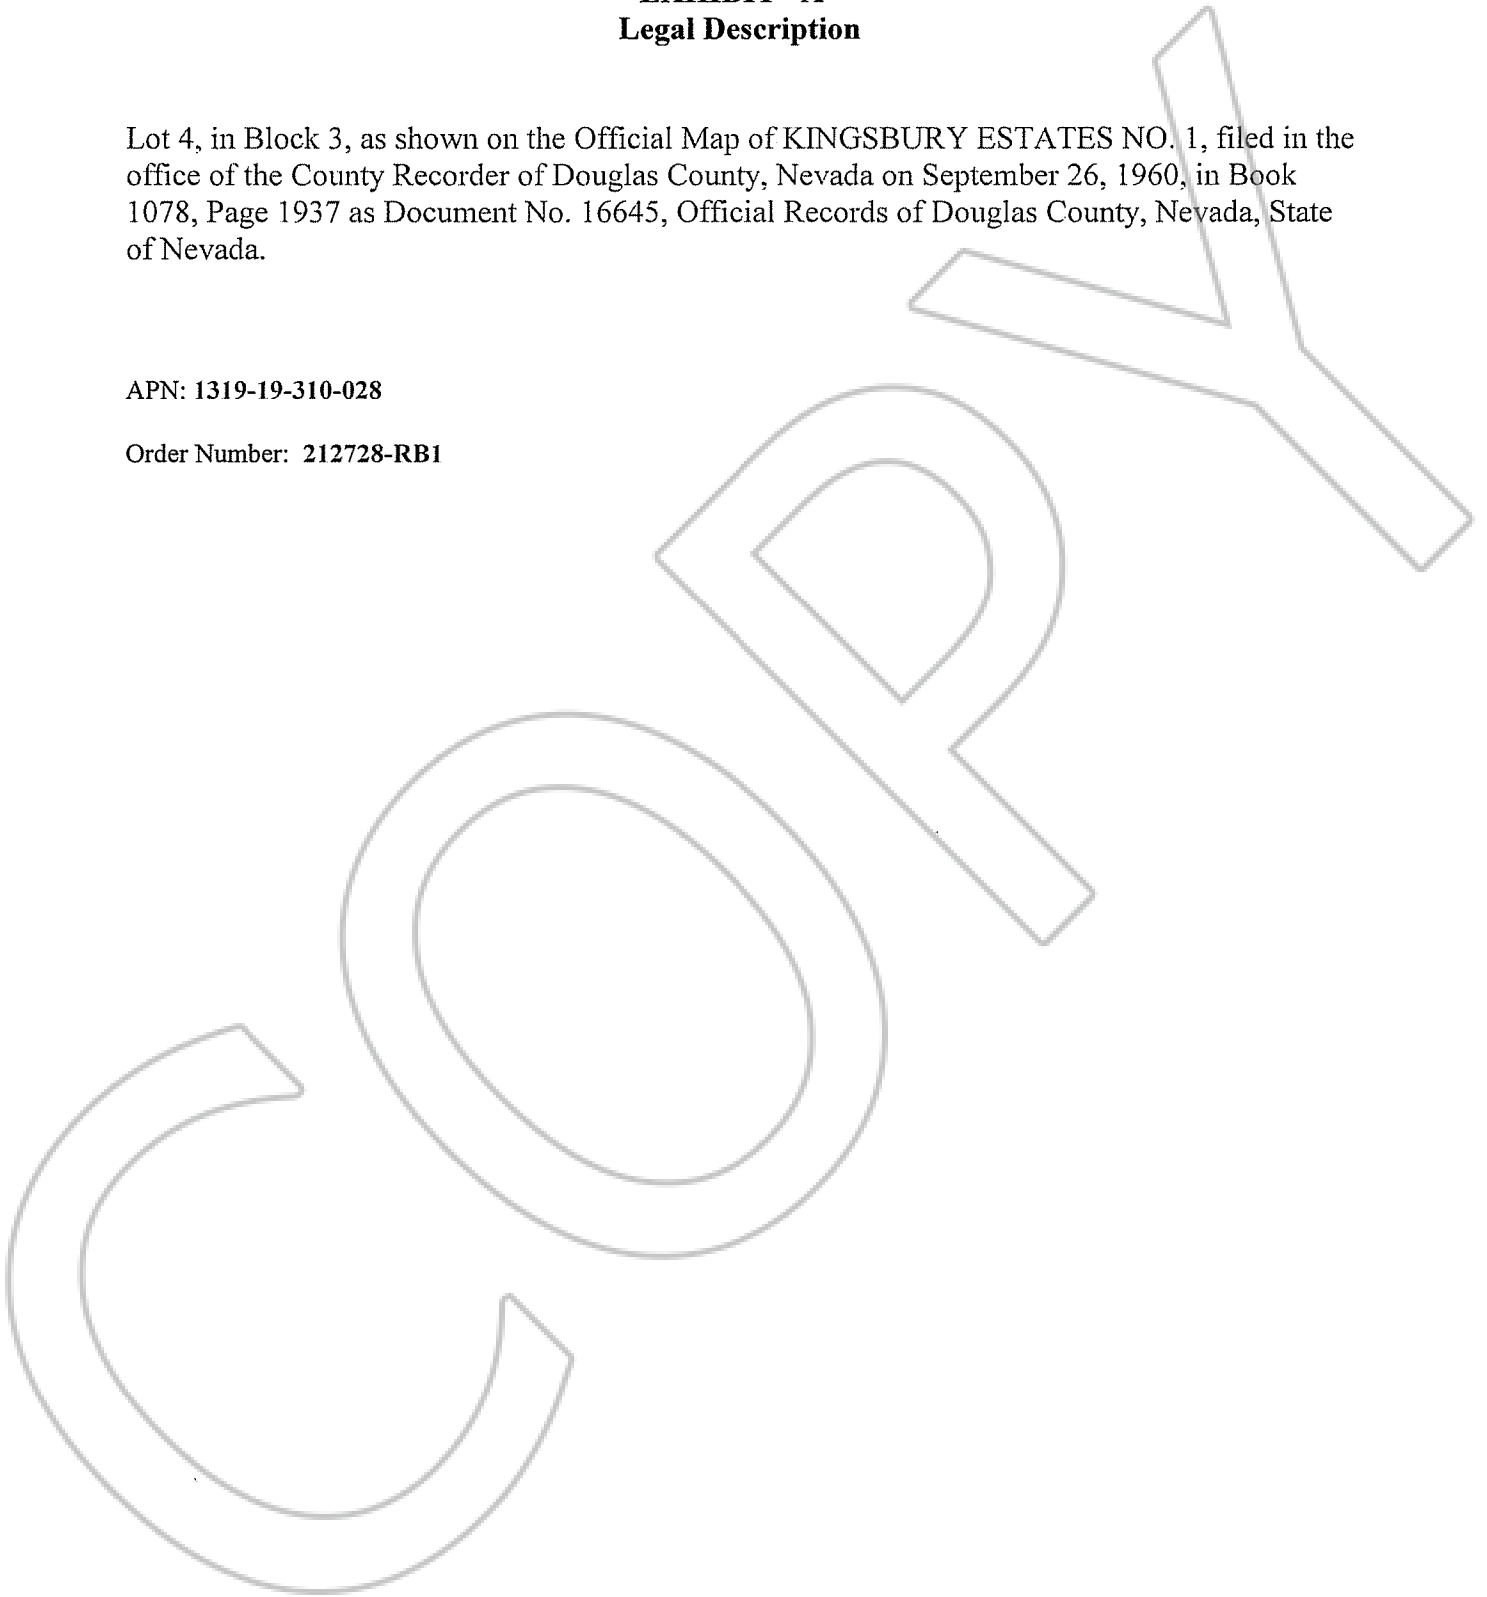 Legal Description
Lot 4, in Block 3, as shown on the Official Map of KINGSBURY ESTATES NO. 1, filed in the
office of the County Recorder of Douglas County, Nevada on September 26, 1960, in Book
1078, Page 1937 as Document No. 16645, Official Records of Douglas County, Nevada, State
of Nevada.
APN: 1319-19-310-028
Order Number: 212728-RB1
COPY